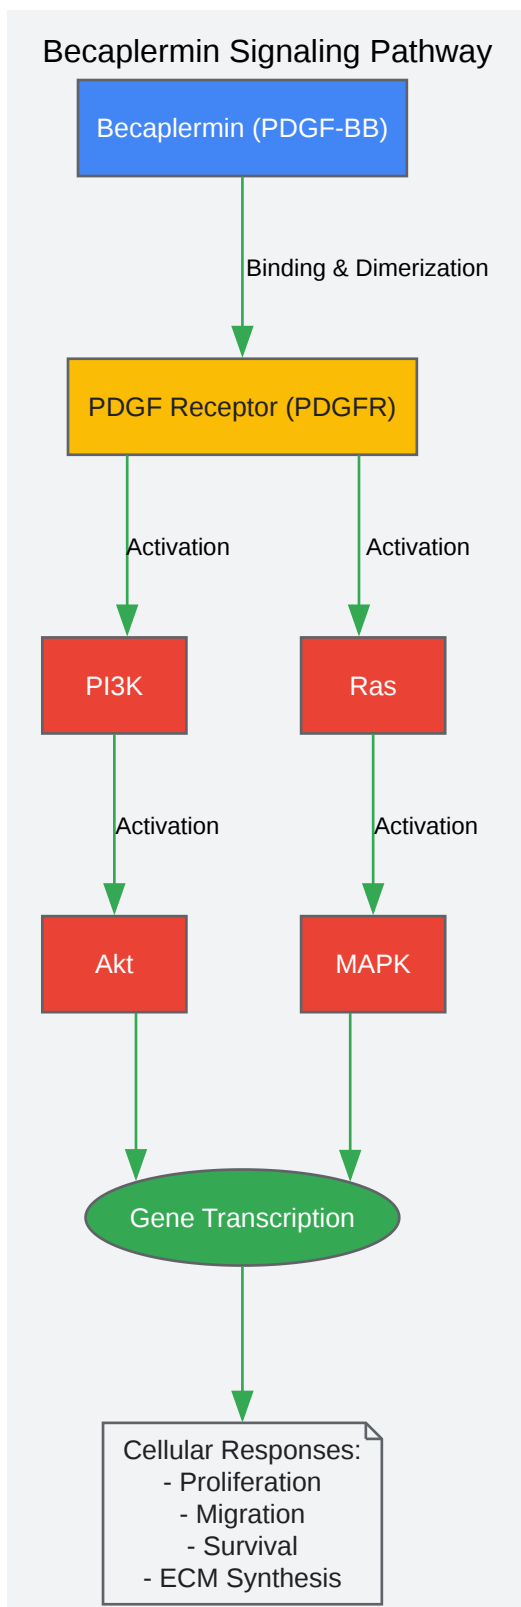 Becaplermin Signaling Pathway
Becaplermin (PDGF-BB)
Binding & Dimerization
PDGF Receptor (PDGFR)
Activation
Activation
PI3K
Ras
Activation
Activation
Akt
MAPK
Gene Transcription
Cellular Responses:
- Proliferation
- Migration
- Survival
- ECM Synthesis